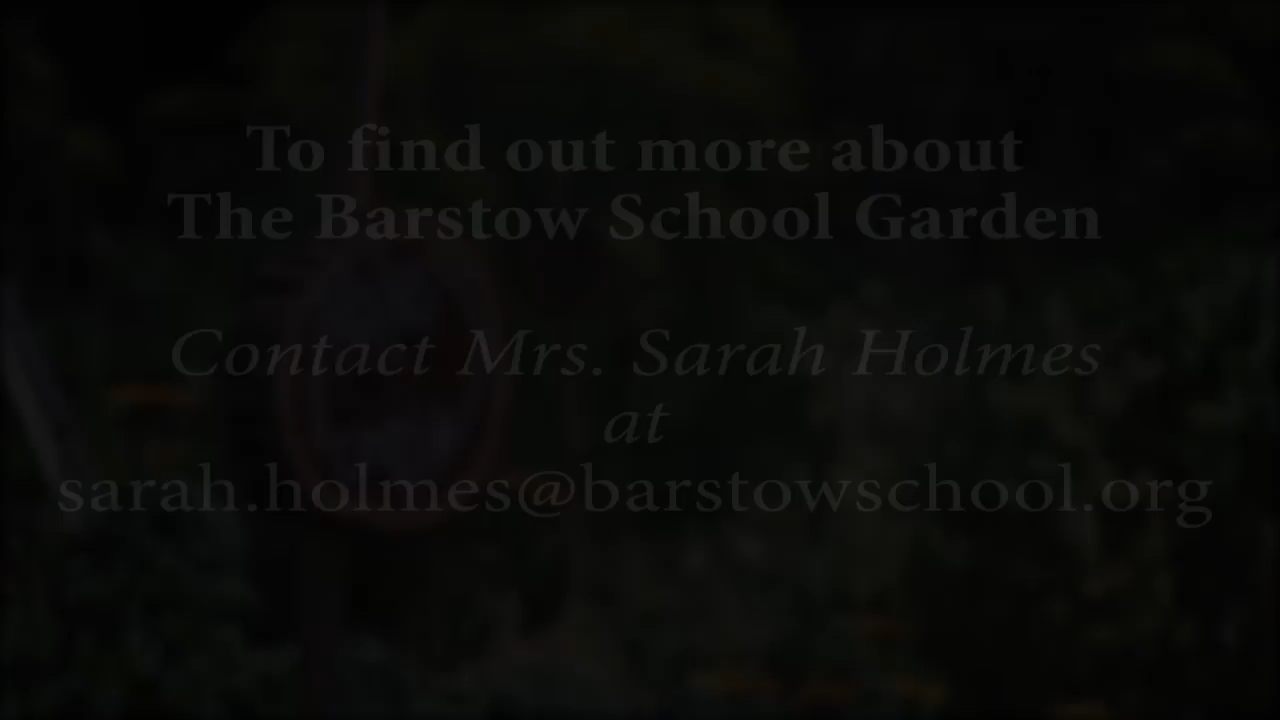 To find out more about
The Barstow School Garden
Contact Mrs. Sarah Holmes
at
sarah.holmes@barstowschool.org